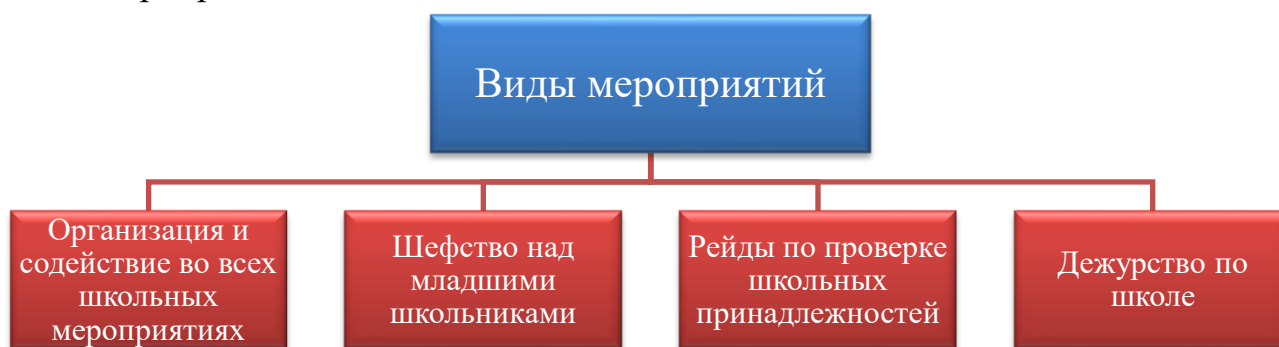 Виды мероприятий
Организация и
содействие во всех
школьных
мероприятиях
Шефство над
младшими
школьниками
Рейды по проверке
школьных
принадлежностей
Дежурство по
школе